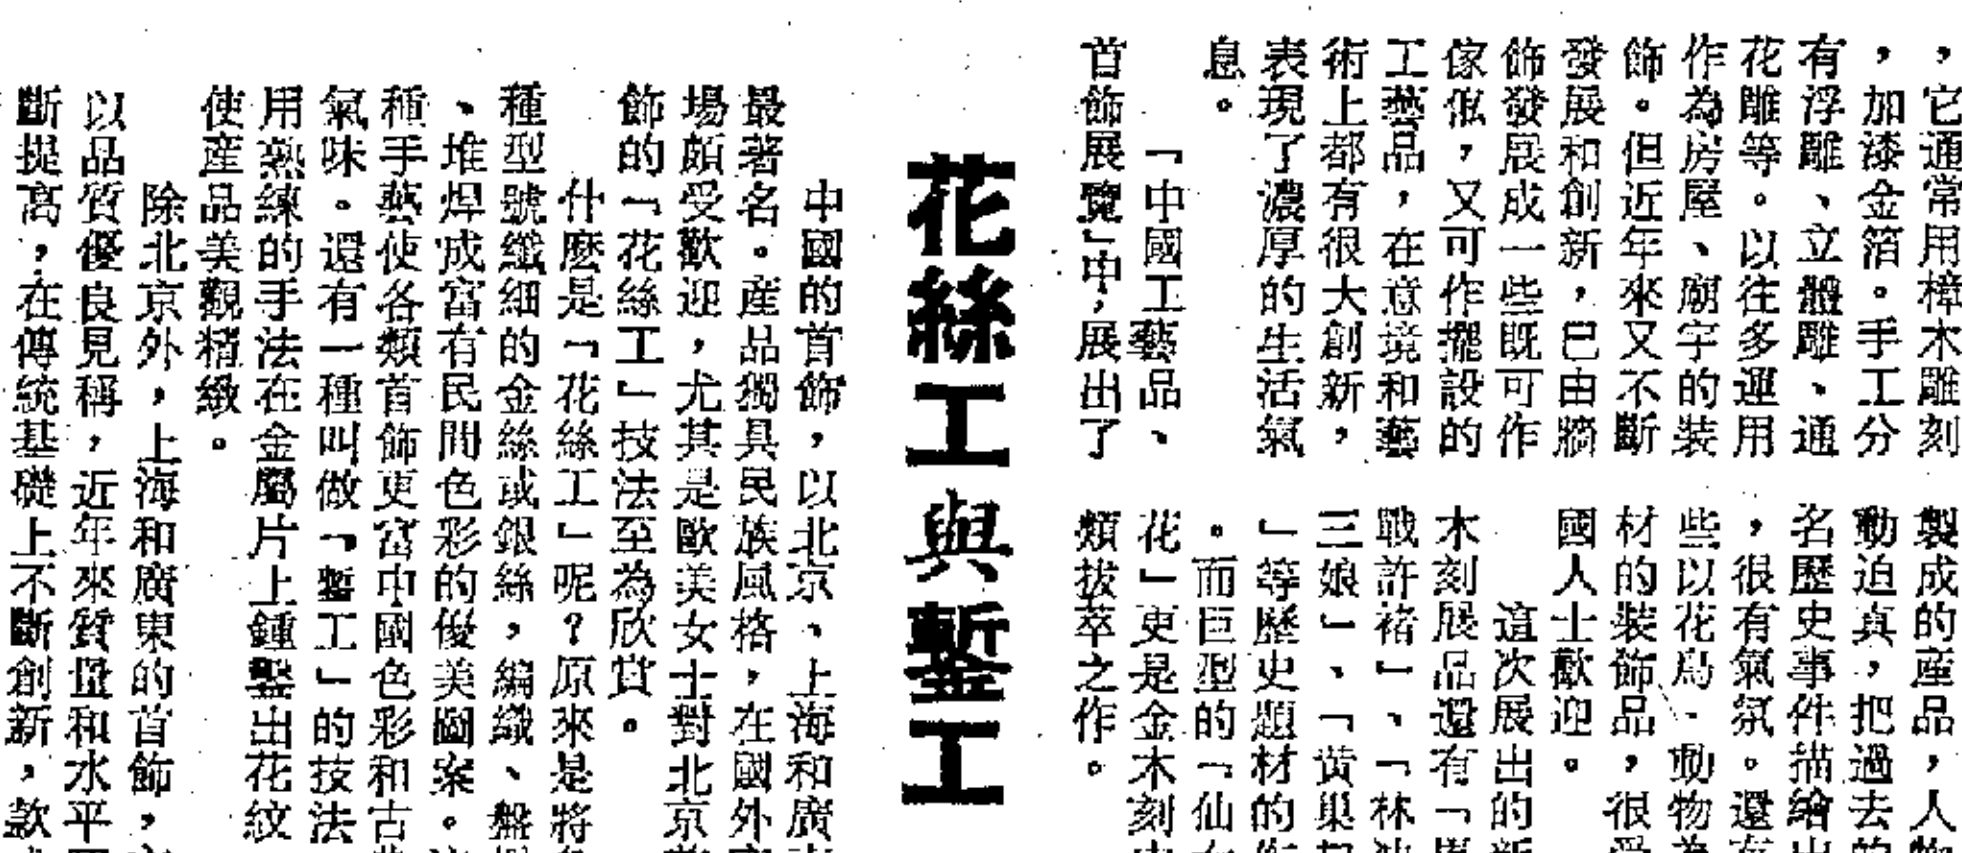 ，它通常用樟木雕刻
，加漆金箔。手工分
有浮雕、立體雕、通
花雕等。以往多運用
作為房屋、廟宇的裝
飾。但近年來又不斷
發展和創新，已由牆
飾發展成一些既可作
傢俬，又可作擺設的
工藝品，在意境和藝
術上都有很大創新，
表現了濃厚的生活氣
息。
「中國工藝品、
首飾展覽」中，展出了
製成的産品，人
動迫真，把過去的
名歷史事件描繪
，很有氣氛。還
些以花鳥、動物為
材的裝飾品，很
國人士歡迎。
這次展出的
木刻展品還有「
戰許褚」、「林
三娘」、「黃巢
」等歷史題材的
。而巨型的「仙
花」更是金木刻
類拔萃之作。
花絲工與鏨工
中國的首飾，以北京、上海和廣
最著名。産品獨具民族風格，在國外
場頗受歡迎，尤其是歐美女士對北京
飾的「花絲工」技法至為欣賞。
什麽是「花絲工」呢？原來是將
種型號纖細的金絲或銀絲，編織、盤
、堆焊成富有民間色彩的優美圖案。
種手藝使各類首飾更富中國色彩和古
氣味。還有一種叫做「鏨工」的技法
用熟練的手法在金屬片上鍾鏨出花紋
使産品美觀精緻。
除北京外，上海和廣東的首飾，
以品質優良見稱，近年來質量和水平
斷提高，在傳統基礎上不斷創新，款